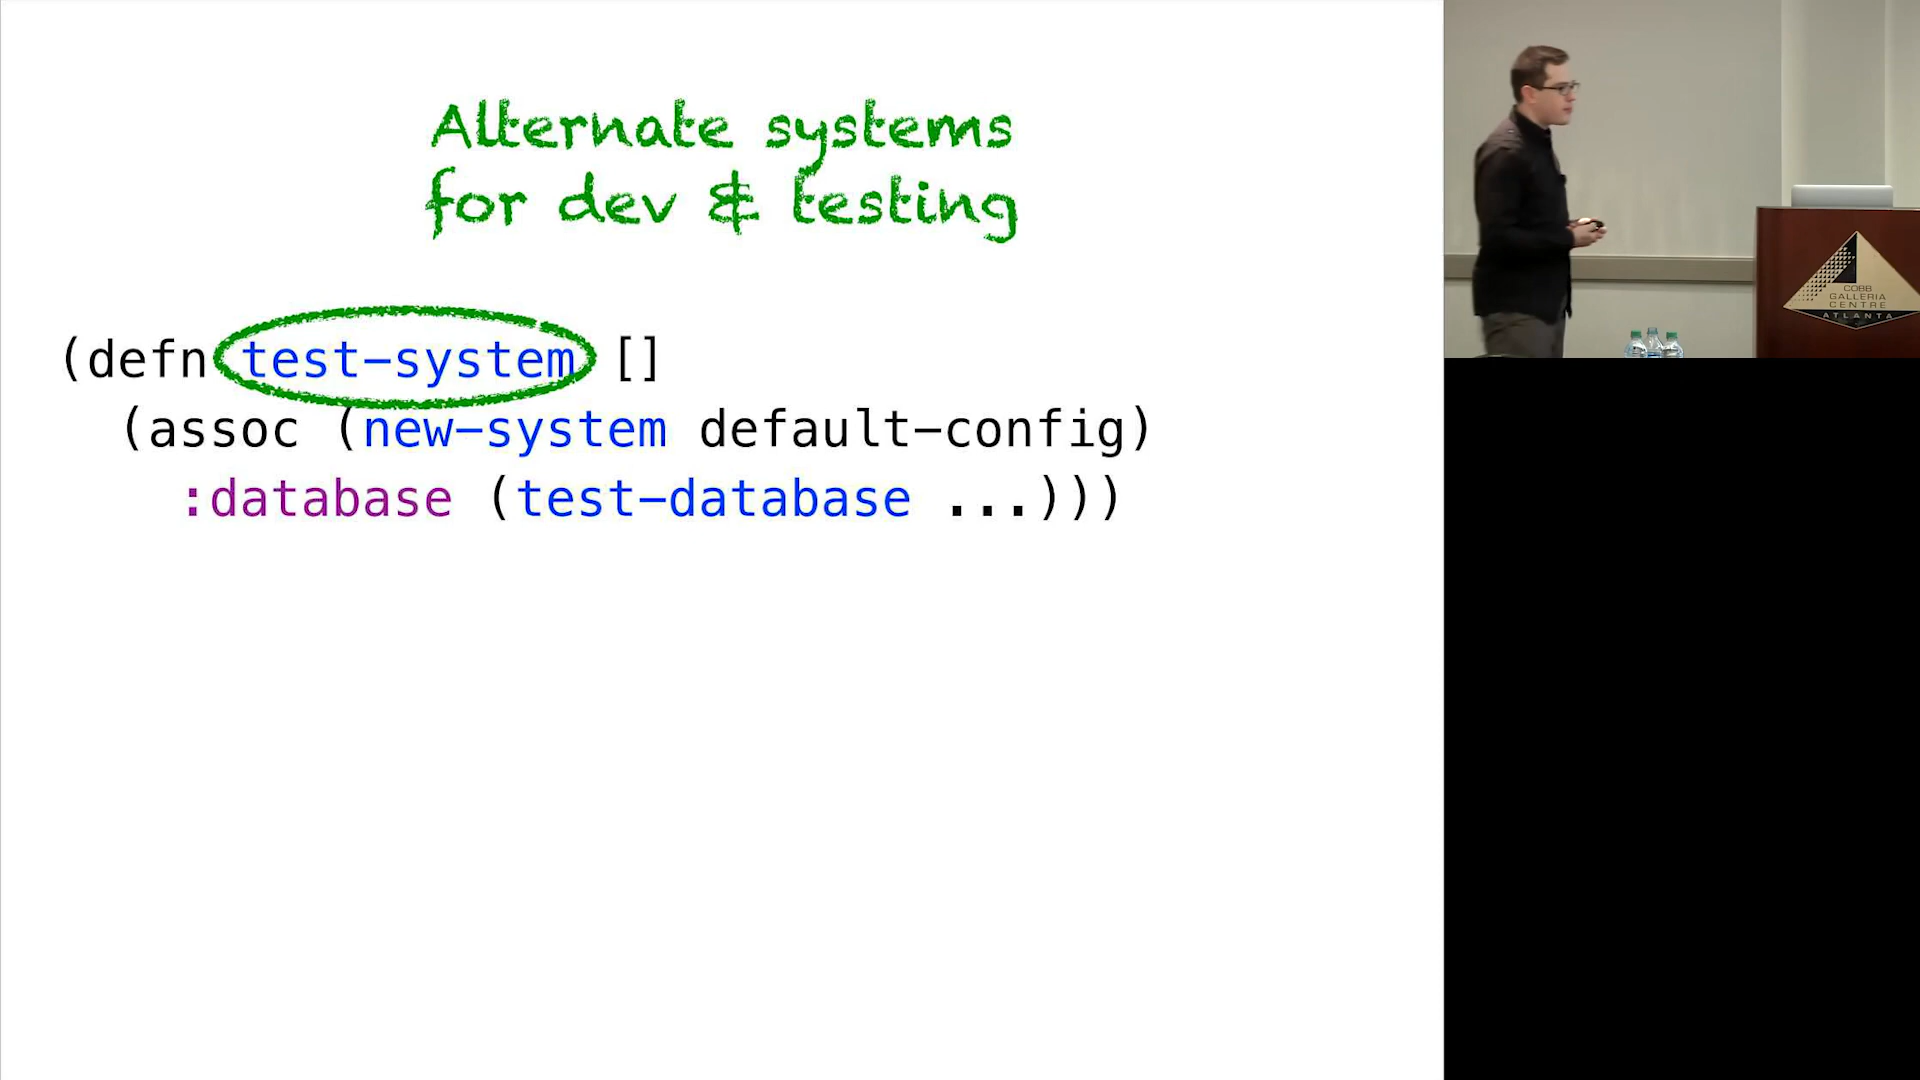 Alternate systems
for dev & testing
(defn test-system []
(assoc (new-system default-config)
:database (test-database ...)))
COBB
GALLERIA
CENTRE
ATLANTA